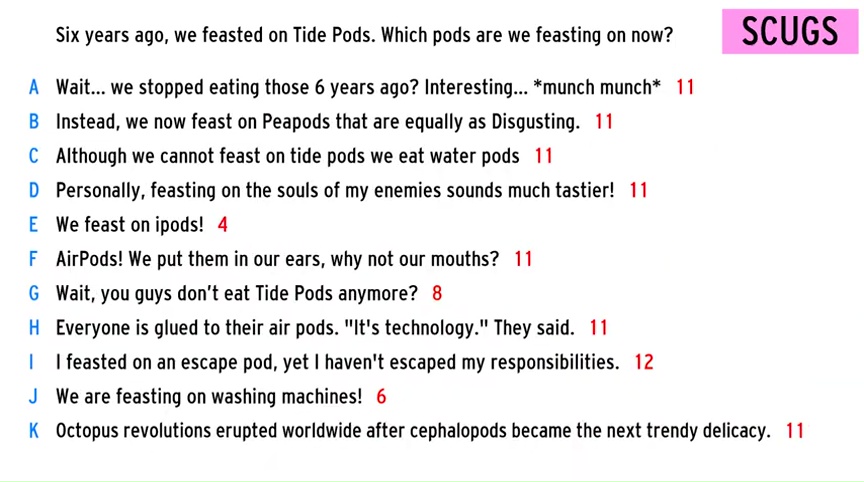 SCUGS
Six years ago, we feasted on Tide Pods. Which pods are we feasting on now?
A Wait... we stopped eating those 6 years ago? Interesting... *munch munch* 11
B Instead, we now feast on Peapods that are equally as Disgusting. 11
C Although we cannot feast on tide pods we eat water pods 11
D Personally, feasting on the souls of my enemies sounds much tastier! 11
E We feast on ipods! 4
F AirPods! We put them in our ears, why not our mouths? 11
G Wait, you guys don't eat Tide Pods anymore? 8
H Everyone is glued to their air pods. "It's technology." They said. 11
I I feasted on an escape pod, yet I haven't escaped my responsibilities. 12
J We are feasting on washing machines! 6
K Octopus revolutions erupted worldwide after cephalopods became the next trendy delicacy. 11